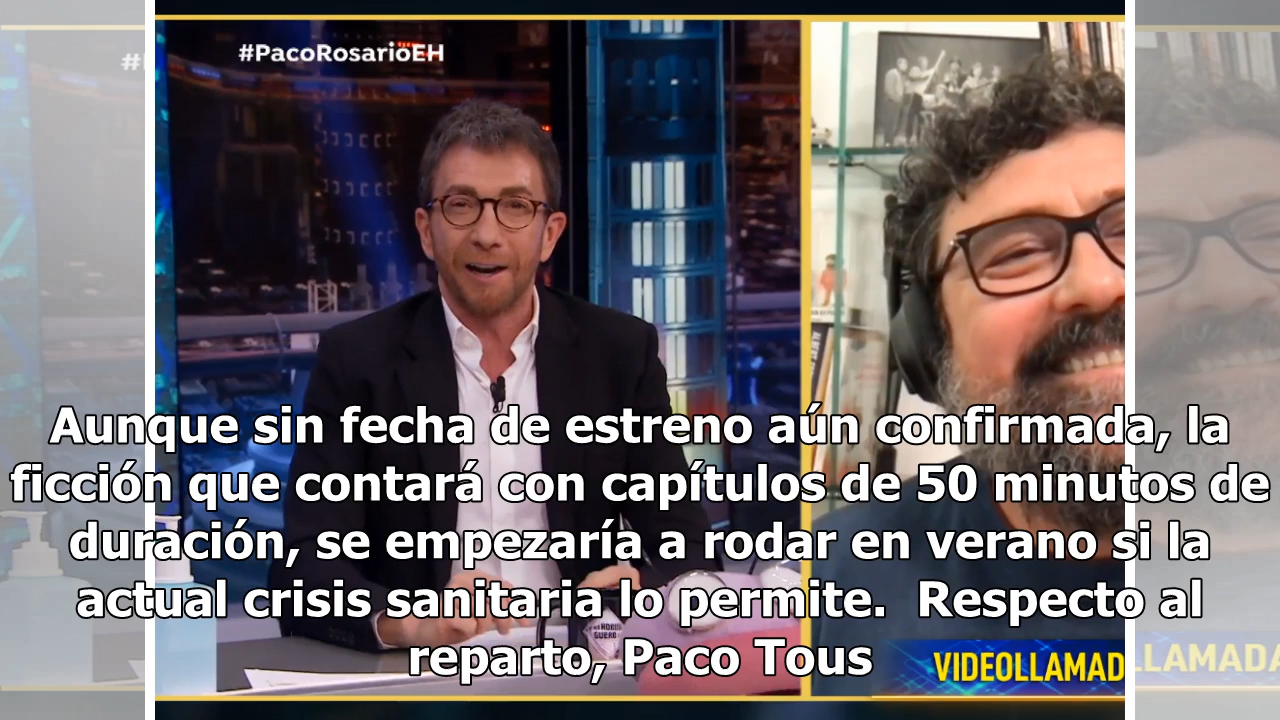 #PacoRosarioEH
Aunque sin fecha de estreno aún confirmada, la
ficción que contará con capítulos de 50 minutos de
duración, se empezaría a rodar en verano si la
actual crisis sanitaria lo permite. Respecto al
reparto, Paco Tous
VIDEOLLAMAD
LLAMADA